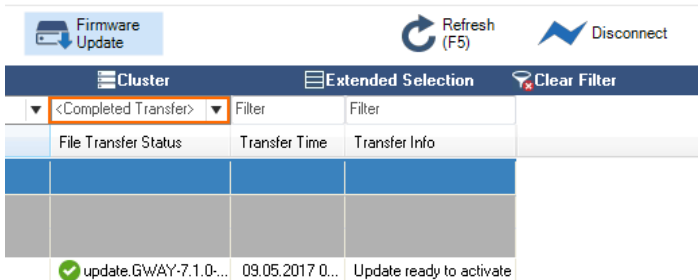 Firmware
Update
Refresh
(F5)
Disconnect
Cluster
Extended Selection
Clear Filter
<Completed Transfer>
Filter
Filter
File Transfer Status
Transfer Time
Transfer Info
update.GWAY-7.1.0-...
09.05.2017 0...
Update ready to activate